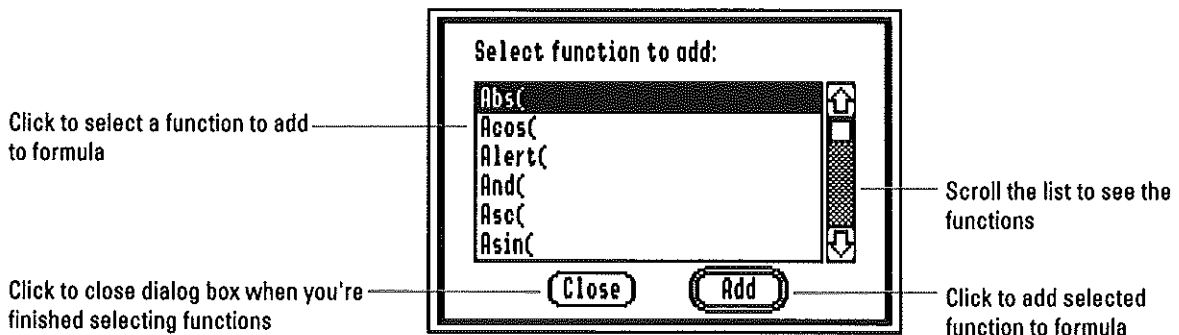 Select function to add:
Abs(
Acos(
Alert(
And(
Asc(
Asin(
Close
Add
Click to select a function to add
to formula
Click to close dialog box when you're
finished selecting functions
Scroll the list to see the
functions
Click to add selected
function to formula